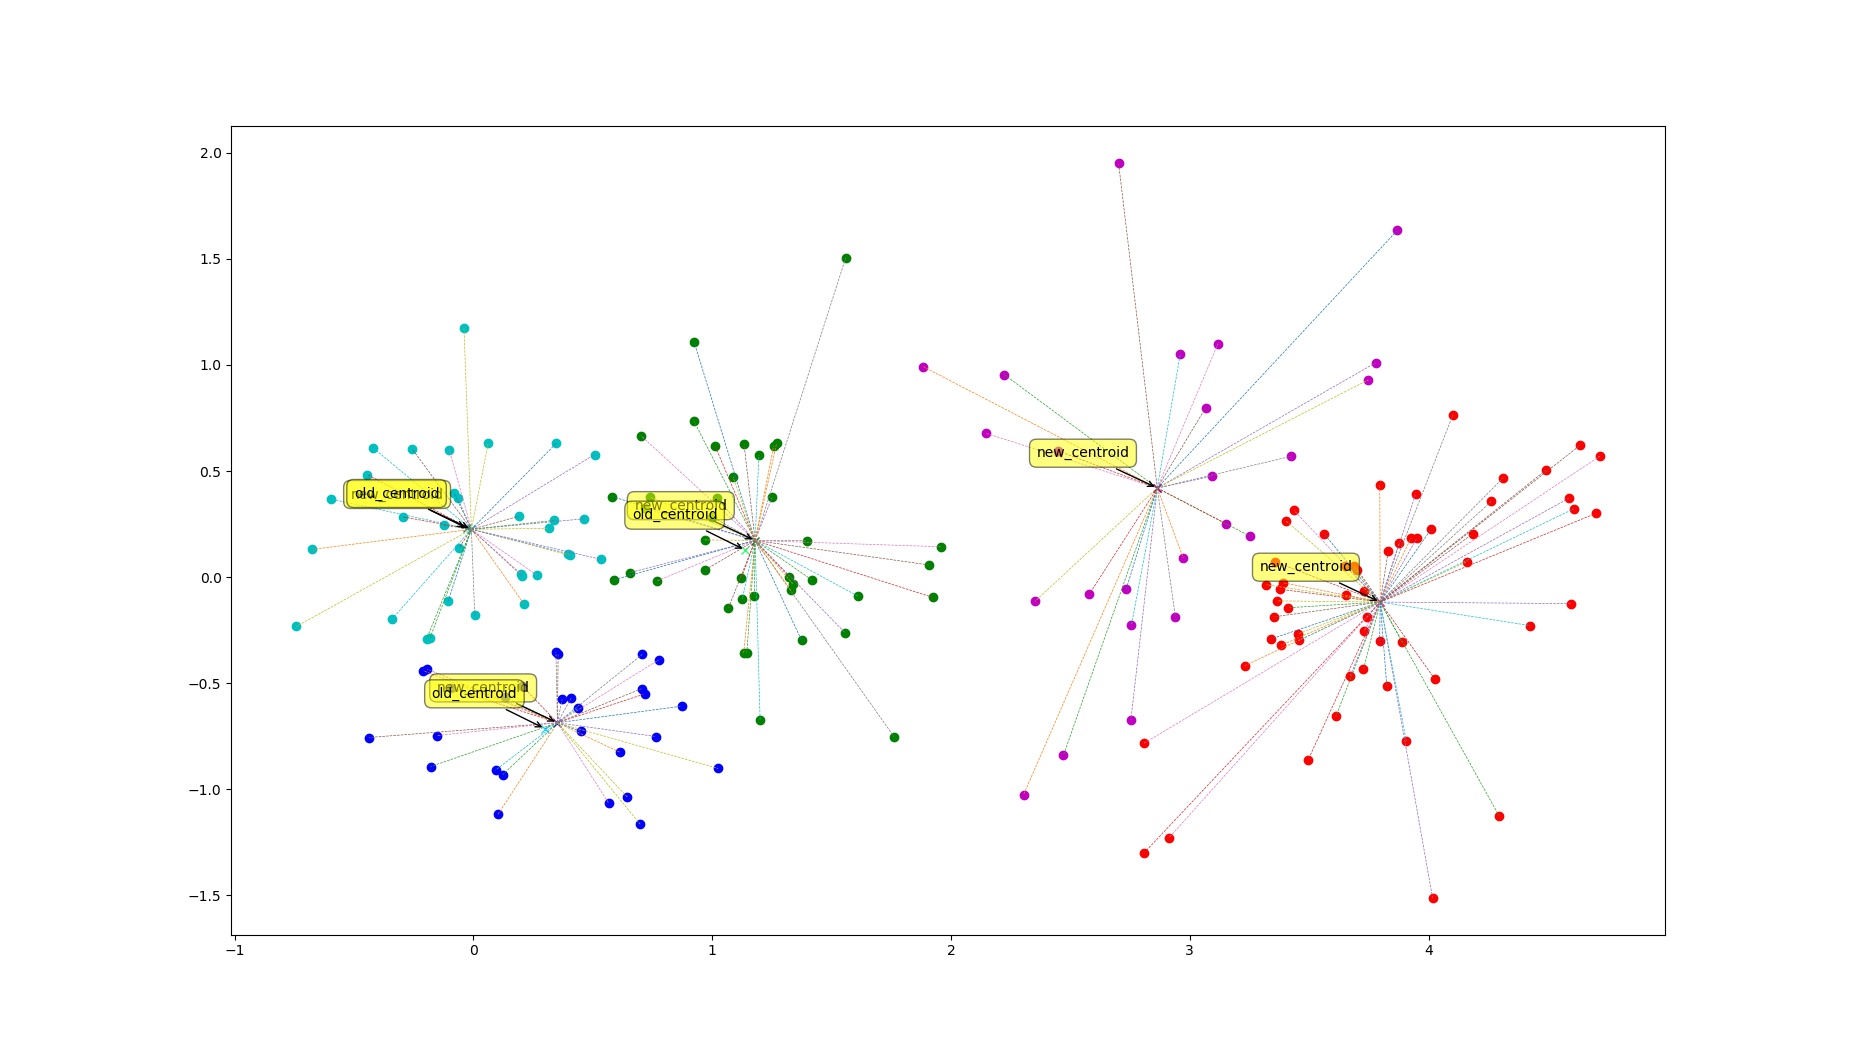 2.0
1.5
1.0
0.5
0.0
−0.5
−1.0
−1.5
new_centroid
new_centroid
old_centroid
new_centroid
old_centroid
new_centroid
new_centroid
old_centroid
−1 0 1 2 3 4